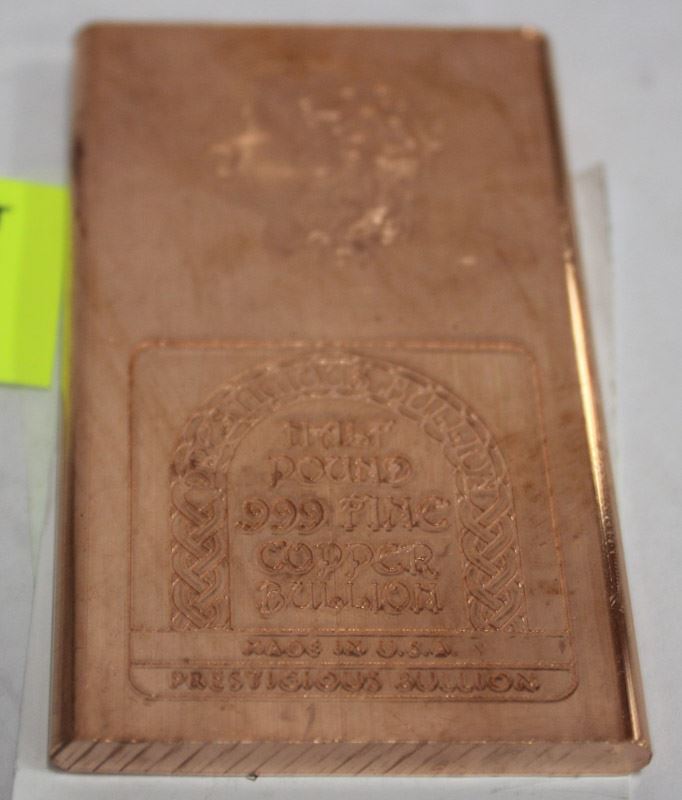 HALF
POUND
.999 FINE
COPPER
BULLION
MADE IN U.S.A.
PRESTIGIOUS BULLION